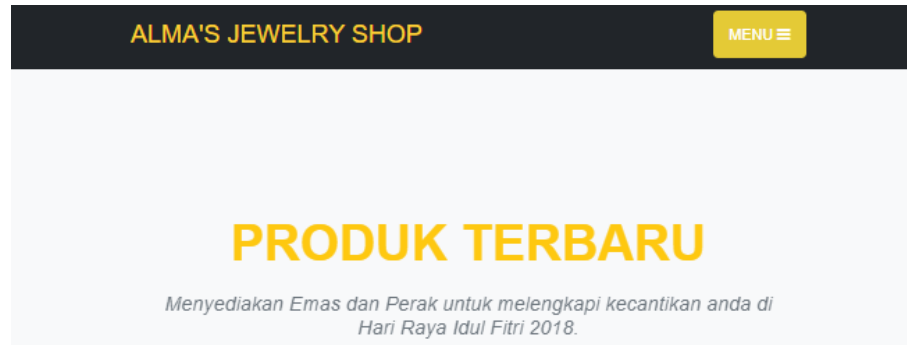 ALMA'S JEWELRY SHOP
MENU
PRODUK TERBARU
Menyediakan Emas dan Perak untuk melengkapi kecantikan anda di
Hari Raya Idul Fitri 2018.